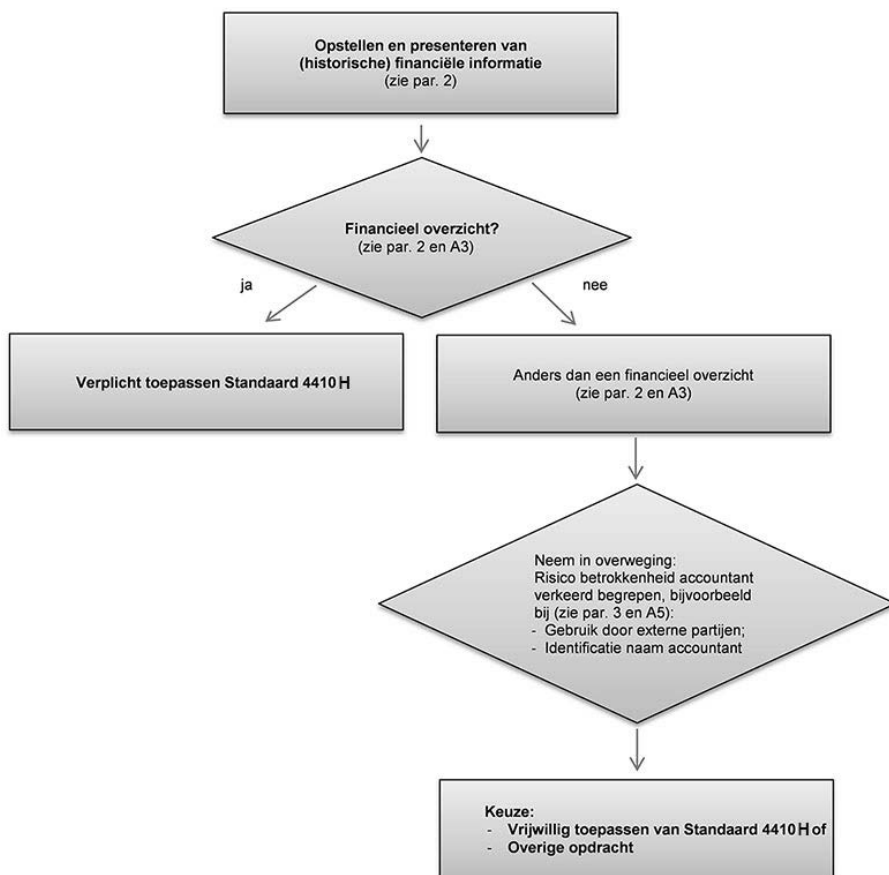 Opstellen en presenteren van
(historische) financiële informatie
(zie par. 2)
Financieel overzicht?
(zie par. 2 en A3)
ja
nee
Verplicht toepassen Standaard 4410H
Anders dan een financieel overzicht
(zie par. 2 en A3)
Neem in overweging:
Risico betrokkenheid accountant
verkeerd begrepen, bijvoorbeeld
bij (zie par. 3 en A5):
- Gebruik door externe partijen;
- Identificatie naam accountant
Keuze:
- Vrijwillig toepassen van Standaard 4410H of
- Overige opdracht